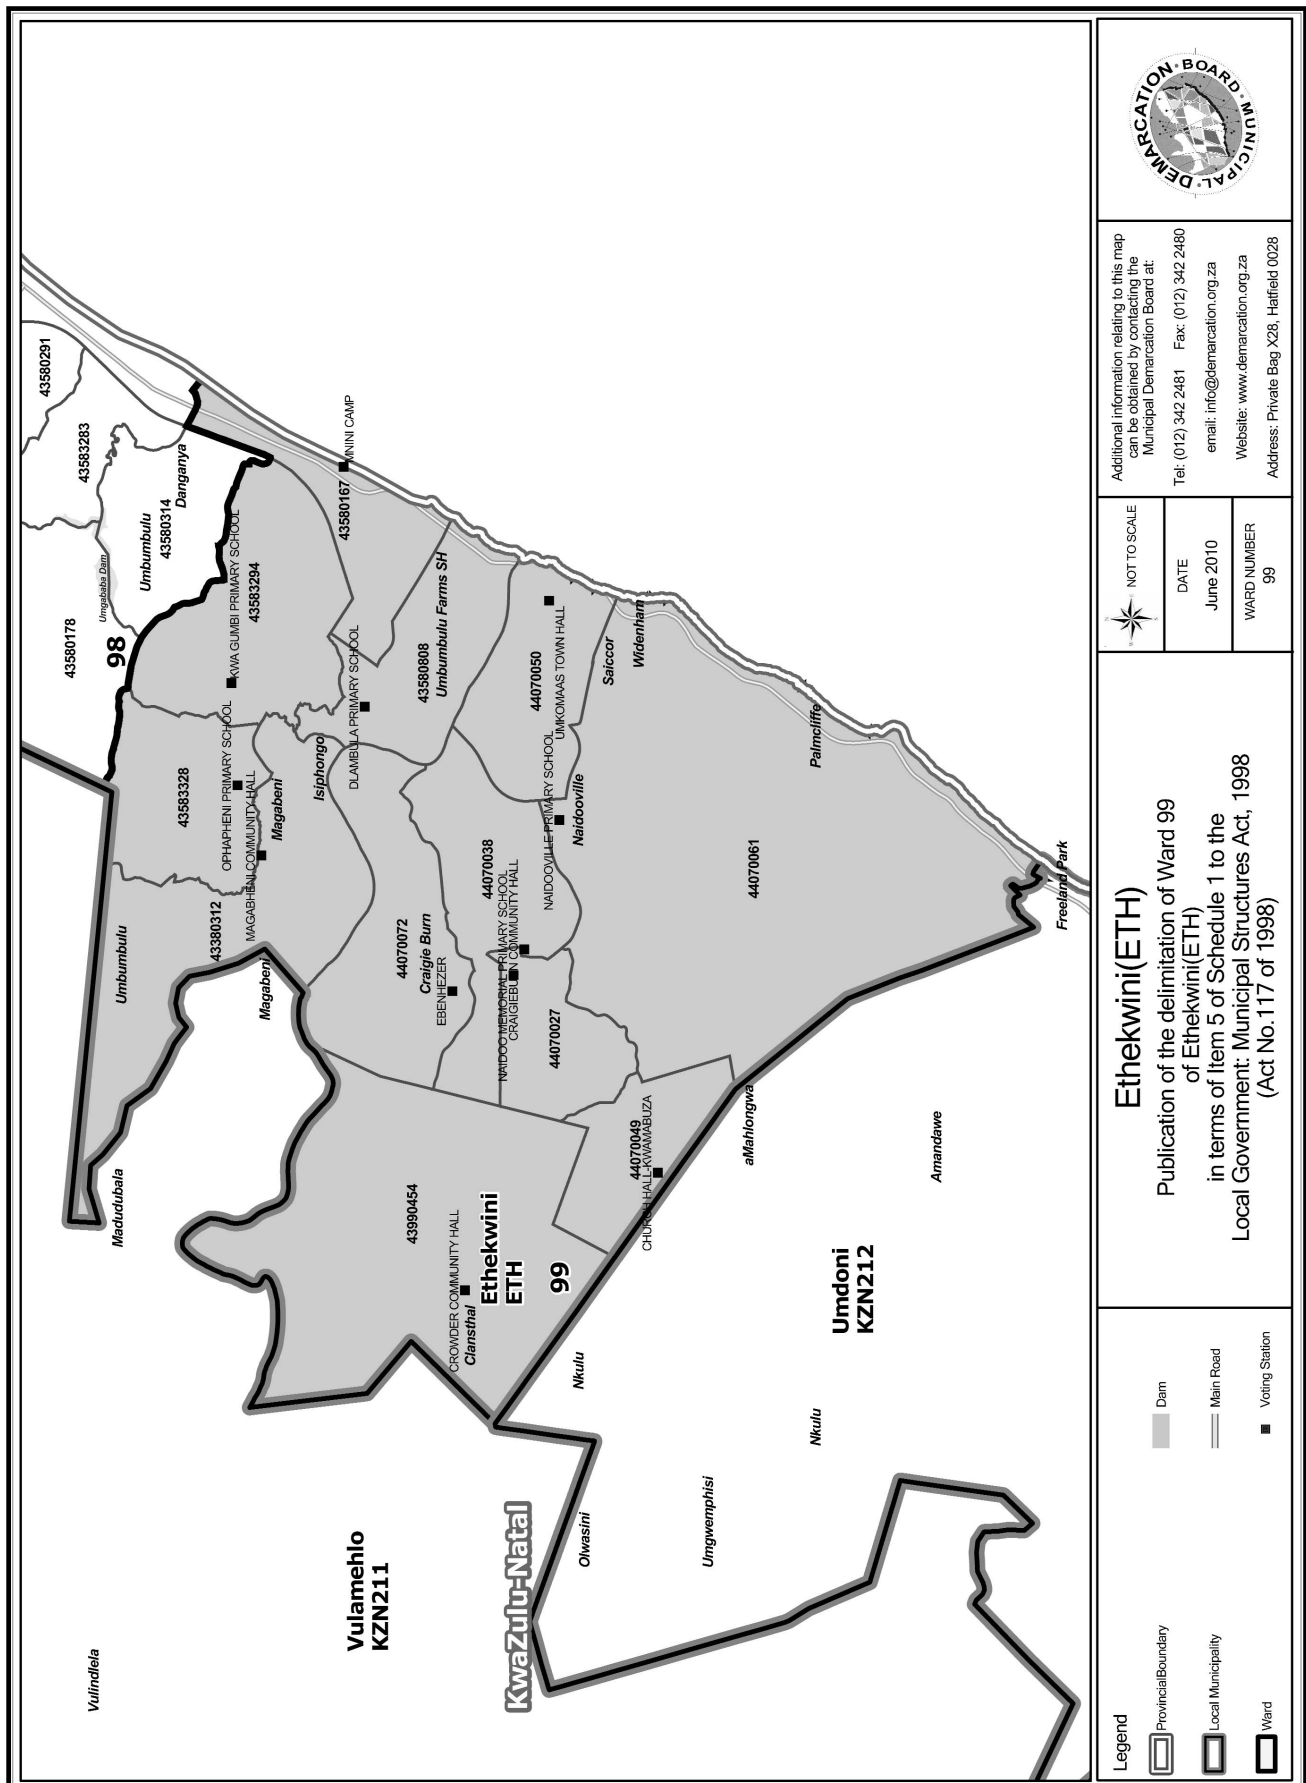 Vulindlela
Vulamehlo
KZN211
KwaZulu-Natal
Olwasini
Umgwemphisi
Nkulu
Nkulu
Umdoni
KZN212
Amandawe
aMahlongwa
Madudubala
Umbumbulu
Magabeni
43380312
43990454
CROWDER COMMUNITY HALL
Clansthal
Ethekwini
ETH
99
44070049
CHURCH HALL-KWAMABUZA
44070027
44070072
Craigie Burn
EBENHEZER
44070038
NAIDOO MEMORIAL PRIMARY SCHOOL
CRAIGIEBURN COMMUNITY HALL
43583328
OPHAPHENI PRIMARY SCHOOL
MAGABHENI COMMUNITY HALL
Magabeni
Isiphongo
DLAMBULA PRIMARY SCHOOL
NAIDOOVILLE PRIMARY SCHOOL
Naidooville
44070061
Palmcliffe
Freeland Park
43580178
98
Umgababa Dam
Umbumbulu
43580314
Danganya
43583283
43580291
KWA GUMBI PRIMARY SCHOOL
43583294
43580167
MNINI CAMP
43580808
Umbumbulu Farms SH
44070050
UMKOMAAS TOWN HALL
Saiccor
Widenham
Legend
ProvincialBoundary
Local Municipality
Ward
Dam
Main Road
Voting Station
Ethekwini(ETH)
Publication of the delimitation of Ward 99
of Ethekwini(ETH)
in terms of Item 5 of Schedule 1 to the
Local Government: Municipal Structures Act, 1998
(Act No.117 of 1998)
N
S
NOT TO SCALE
DATE
June 2010
WARD NUMBER
99
Additional information relating to this map
can be obtained by contacting the
Municipal Demarcation Board at:
Tel: (012) 342 2481 Fax: (012) 342 2480
email: info@demarcation.org.za
Website: www.demarcation.org.za
Address: Private Bag X28, Hatfield 0028
MUNICIPAL · DEMARCATION · BOARD ·